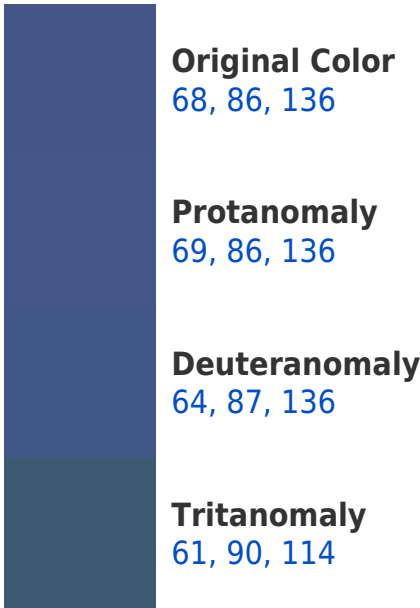 Original Color
68, 86, 136
Protanomaly
69, 86, 136
Deuteranomaly
64, 87, 136
Tritanomaly
61, 90, 114